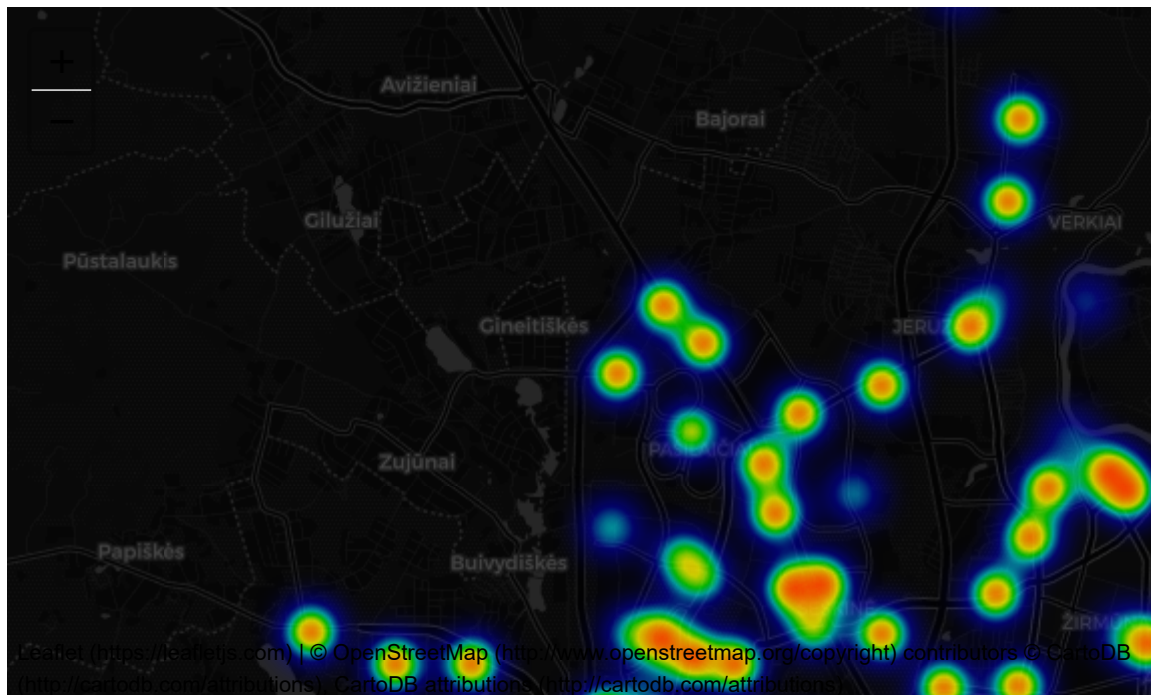 +
Avižieniai
−
Bajorai
Gilužiai
VERKIAI
Pūstalaukis
Gineitiškės
Zujūnai
Papiškės
Buivydiškės
Leaflet (https://leafletjs.com) | © OpenStreetMap (http://www.openstreetmap.org/copyright) contributors © CartoDB
(http://cartodb.com/attributions), CartoDB attributions (http://cartodb.com/attributions)